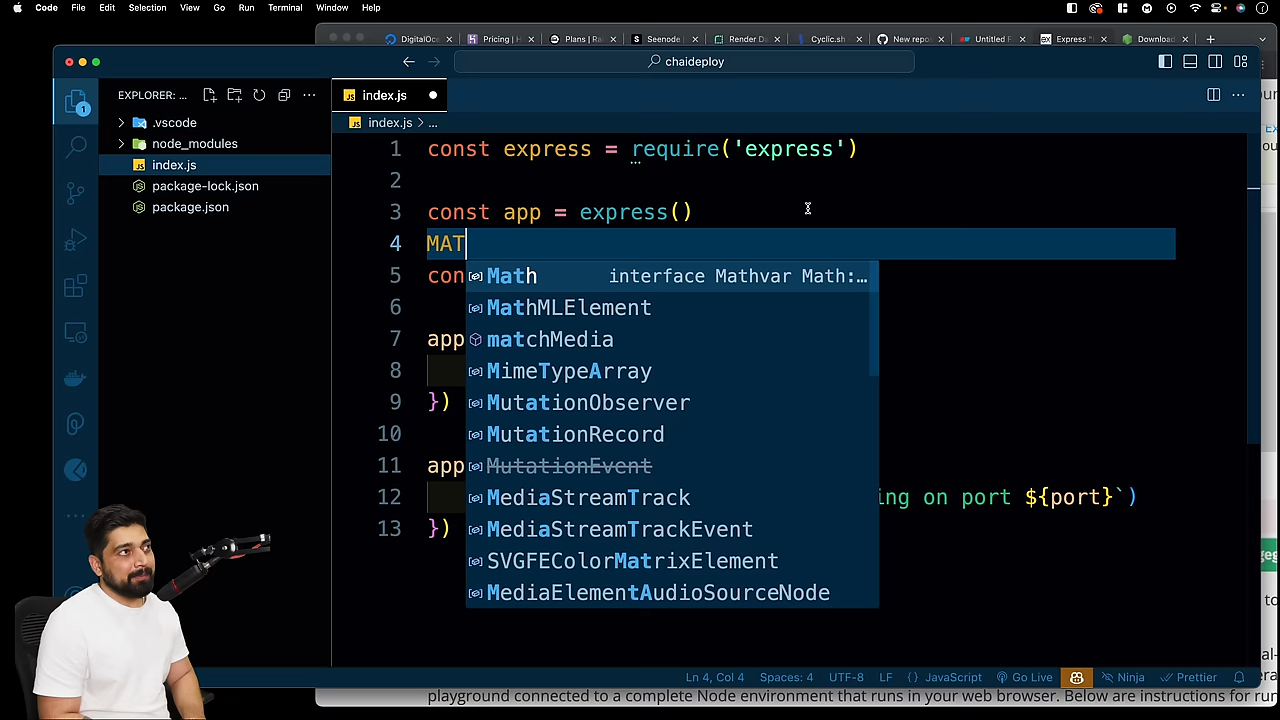 Code File Edit Selection View Go Run Terminal Window Help
DigitalOce Pricing | H Plans | Ra Seenode | Render Da Cyclic.sh New repo Untitled F Express " Download
chaideploy
EXPLORER: ...
index.js
index.js > ...
.vscode
node_modules
index.js
package-lock.json
package.json
1 const express = require('express')
2
3 const app = express()
4 MAT
5 con
6
7 app
8
9 })
10
11 app
12 ing on port ${port}`)
13 })
Math interface Mathvar Math:…
MathMLElement
matchMedia
MimeTypeArray
MutationObserver
MutationRecord
MutationEvent
MediaStreamTrack
MediaStreamTrackEvent
SVGFEColorMatrixElement
MediaElementAudioSourceNode
Ln 4, Col 4 Spaces: 4 UTF-8 LF {} JavaScript Go Live Ninja Prettier
playground connected to a complete Node environment that runs in your web browser. Below are instructions for run